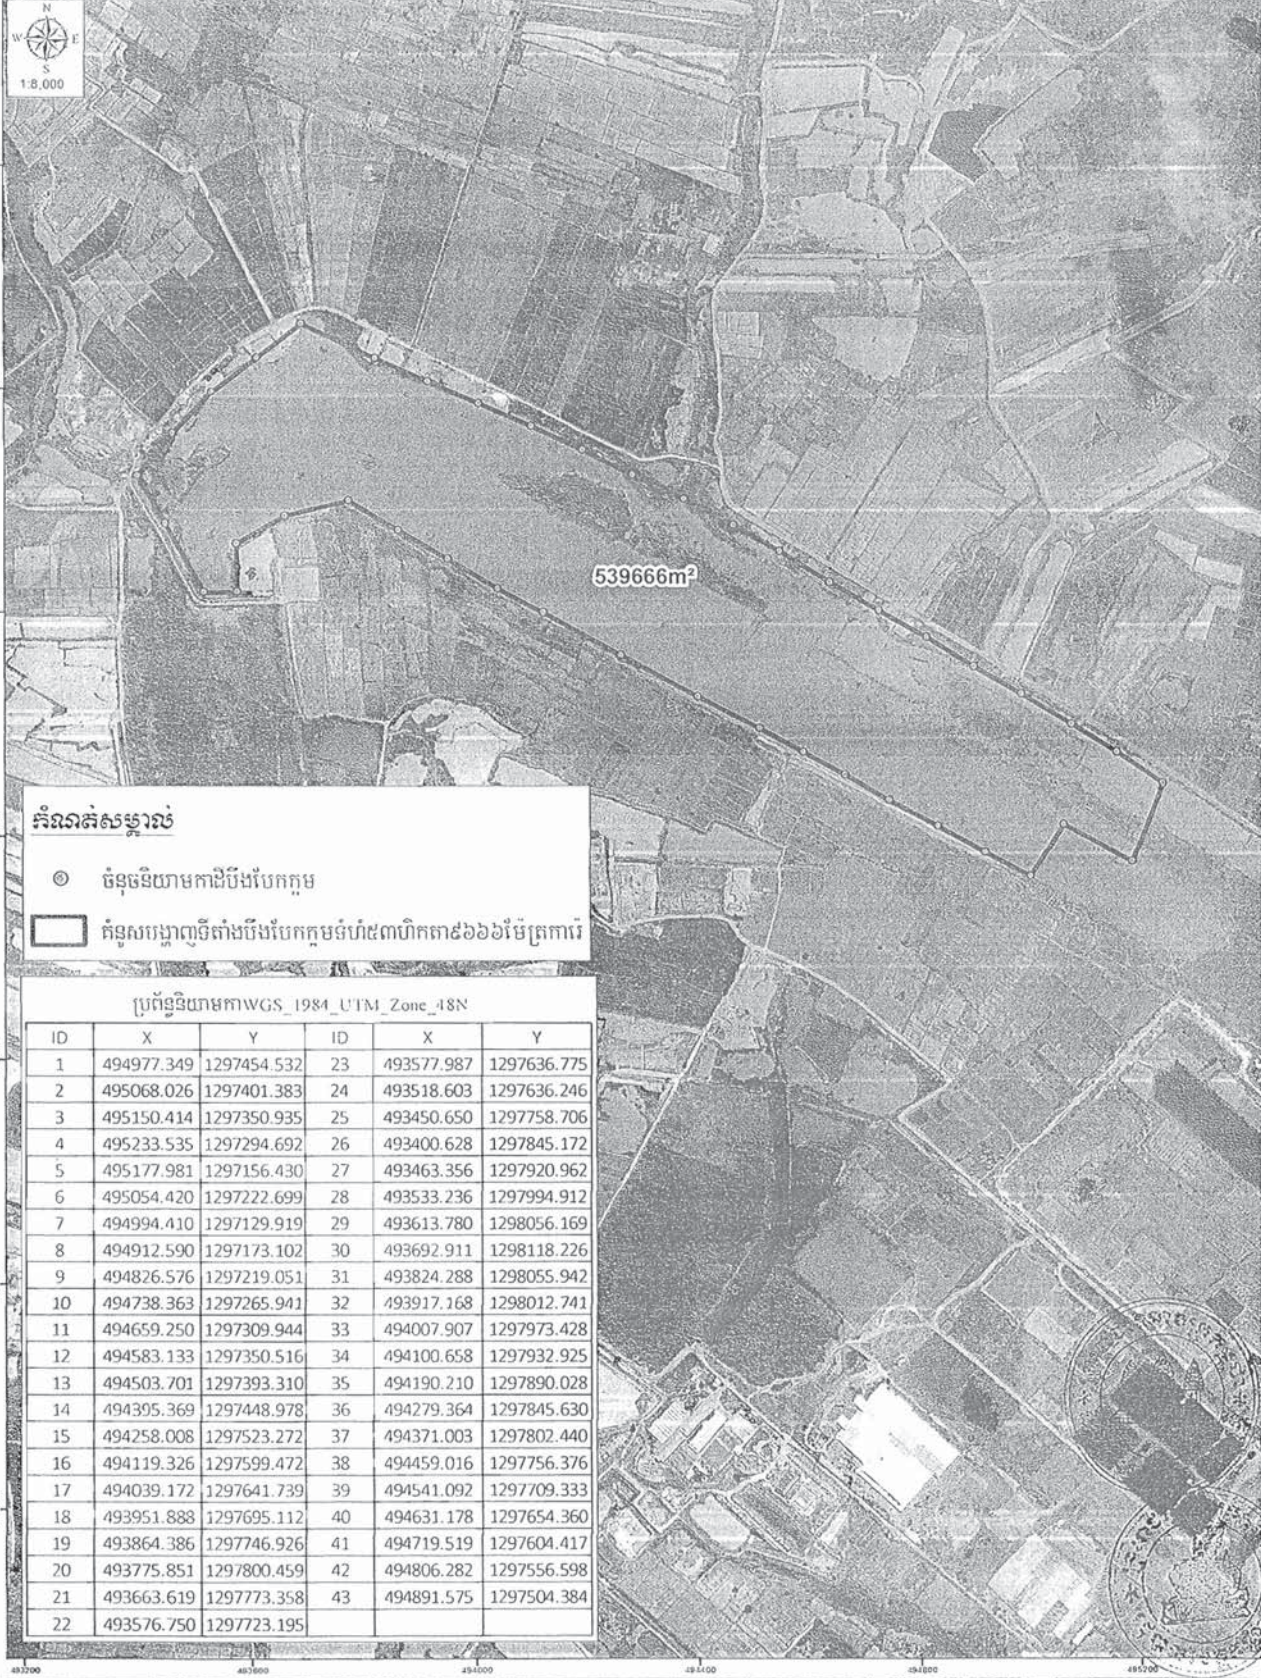 N
W E
S
1:8,000
539666m²
កំណត់សម្គាល់
ចំនុចនិយាមកាដីបឹងបែកក្អម
គំនូសបង្ហាញទីតាំងបឹងបែកក្អមទំហំ៥៣ហិកតា៩៦៦៦ម៉ែត្រការ៉េ
ប្រព័ន្ធនិយាមកាWGS_1984_UTM_Zone_48N
ID X Y ID X Y
1 494977.349 1297454.532 23 493577.987 1297636.775
2 495068.026 1297401.383 24 493518.603 1297636.246
3 495150.414 1297350.935 25 493450.650 1297758.706
4 495233.535 1297294.692 26 493400.628 1297845.172
5 495177.981 1297156.430 27 493463.356 1297920.962
6 495054.420 1297222.699 28 493533.236 1297994.912
7 494994.410 1297129.919 29 493613.780 1298056.169
8 494912.590 1297173.102 30 493692.911 1298118.226
9 494826.576 1297219.051 31 493824.288 1298055.942
10 494738.363 1297265.941 32 493917.168 1298012.741
11 494659.250 1297309.944 33 494007.907 1297973.428
12 494583.133 1297350.516 34 494100.658 1297932.925
13 494503.701 1297393.310 35 494190.210 1297890.028
14 494395.369 1297448.978 36 494279.364 1297845.630
15 494258.008 1297523.272 37 494371.003 1297802.440
16 494119.326 1297599.472 38 494459.016 1297756.376
17 494039.172 1297641.739 39 494541.092 1297709.333
18 493951.888 1297695.112 40 494631.178 1297654.360
19 493864.386 1297746.926 41 494719.519 1297604.417
20 493775.851 1297800.459 42 494806.282 1297556.598
21 493663.619 1297773.358 43 494891.575 1297504.384
22 493576.750 1297723.195
493200 493600 494000 494400 494800 495200